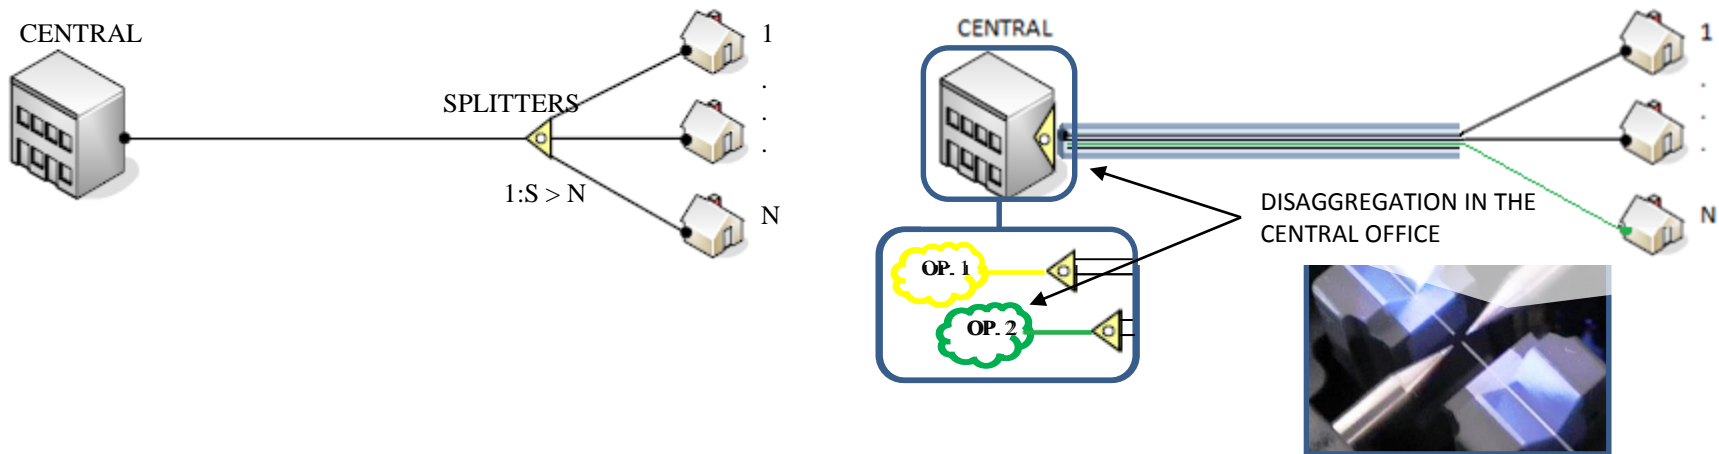 CENTRAL
1
.
SPLITTERS
.
.
1:S > N
N
CENTRAL
1
.
.
.
N
DISAGGREGATION IN THE
CENTRAL OFFICE
OP. 1
OP. 2